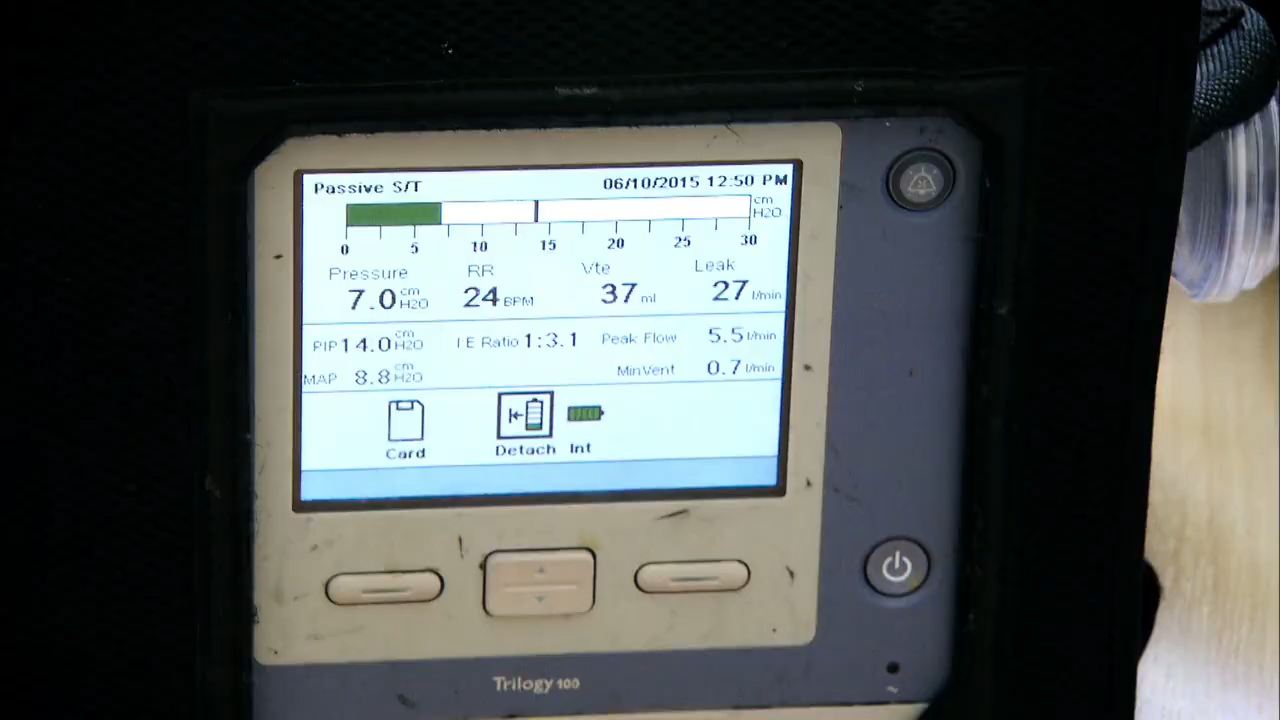 Passive S/T 06/10/2015 12:50 PM
cm H2O
0 5 10 15 20 25 30
Pressure RR Vte Leak
7.0 cm H2O 24 BPM 37 ml 27 l/min
PIP 14.0 cm H2O I:E Ratio 1:3.1 Peak Flow 5.5 l/min
MAP 8.8 cm H2O MinVent 0.7 l/min
Card Detach Int
Trilogy 100